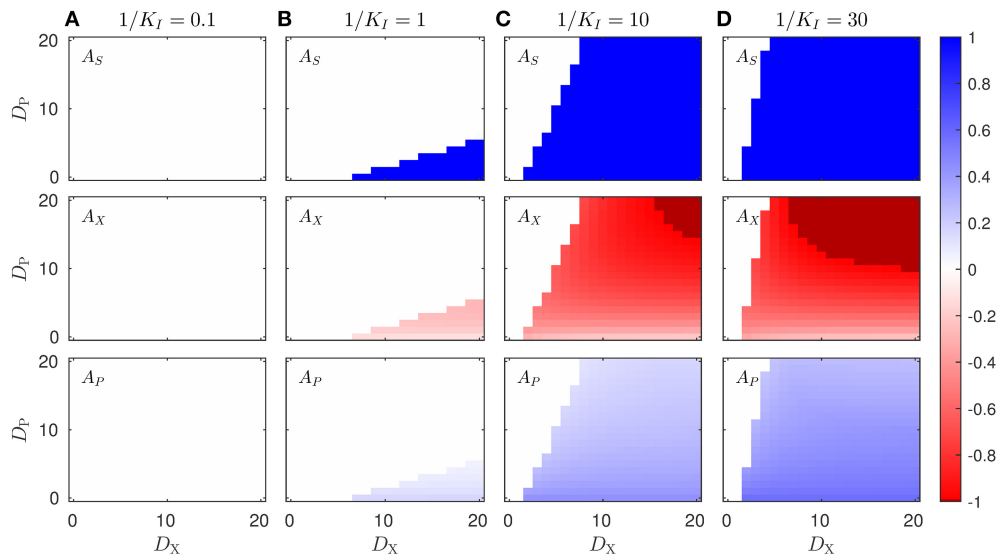 A 1/K_I = 0.1
B 1/K_I = 1
C 1/K_I = 10
D 1/K_I = 30
A_S
A_S
A_S
A_S
20
10
0
D_P
A_X
A_X
A_X
A_X
20
10
0
D_P
A_P
A_P
A_P
A_P
20
10
0
D_P
0 10 20
0 10 20
0 10 20
0 10 20
D_X
D_X
D_X
D_X
1
0.8
0.6
0.4
0.2
0
-0.2
-0.4
-0.6
-0.8
-1